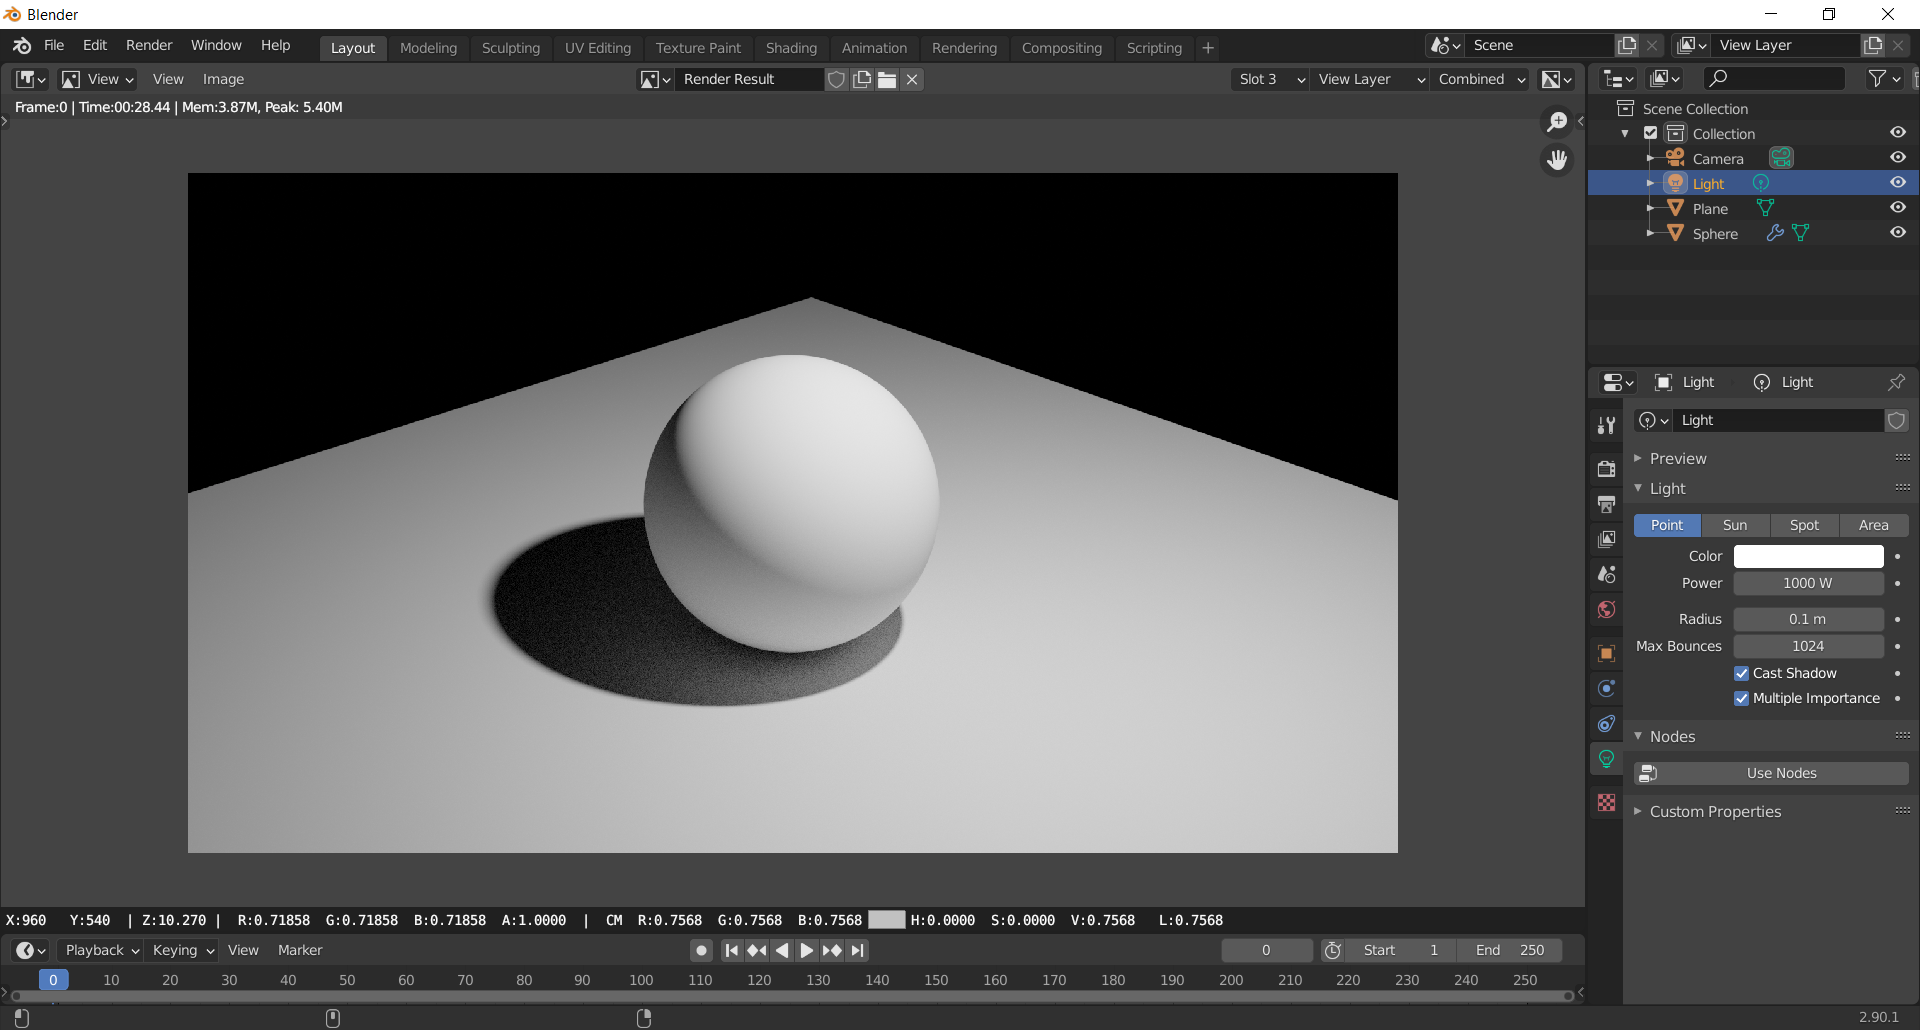 Blender
File Edit Render Window Help Layout Modeling Sculpting UV Editing Texture Paint Shading Animation Rendering Compositing Scripting + Scene View Layer
View View Image Render Result Slot 3 View Layer Combined
Frame:0 | Time:00:28.44 | Mem:3.87M, Peak: 5.40M
Scene Collection
Collection
Camera
Light
Plane
Sphere
Light Light
Light
Preview
Light
Point Sun Spot Area
Color
Power 1000 W
Radius 0.1 m
Max Bounces 1024
Cast Shadow
Multiple Importance
Nodes
Use Nodes
Custom Properties
X:960 Y:540 | Z:10.270 | R:0.71858 G:0.71858 B:0.71858 A:1.0000 | CM R:0.7568 G:0.7568 B:0.7568 H:0.0000 S:0.0000 V:0.7568 L:0.7568
Playback Keying View Marker 0 Start 1 End 250
0 10 20 30 40 50 60 70 80 90 100 110 120 130 140 150 160 170 180 190 200 210 220 230 240 250
2.90.1